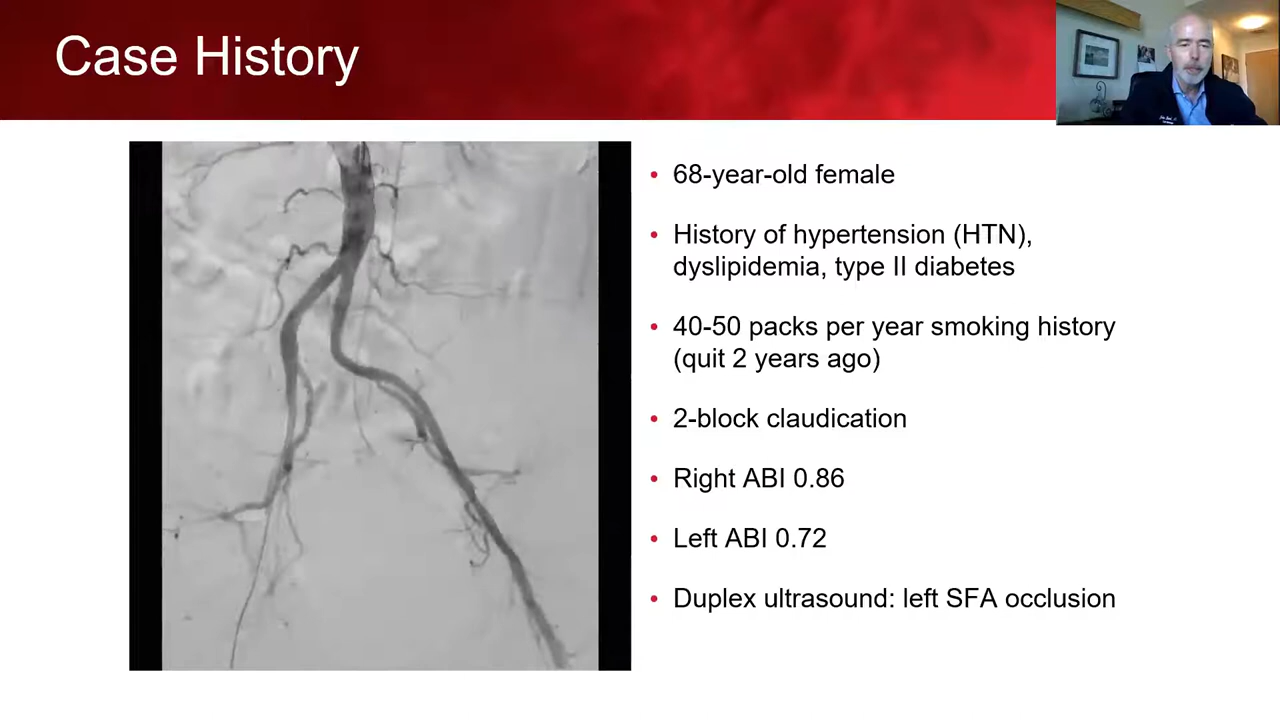 Case History
• 68-year-old female
• History of hypertension (HTN),
dyslipidemia, type II diabetes
• 40-50 packs per year smoking history
(quit 2 years ago)
• 2-block claudication
• Right ABI 0.86
• Left ABI 0.72
• Duplex ultrasound: left SFA occlusion